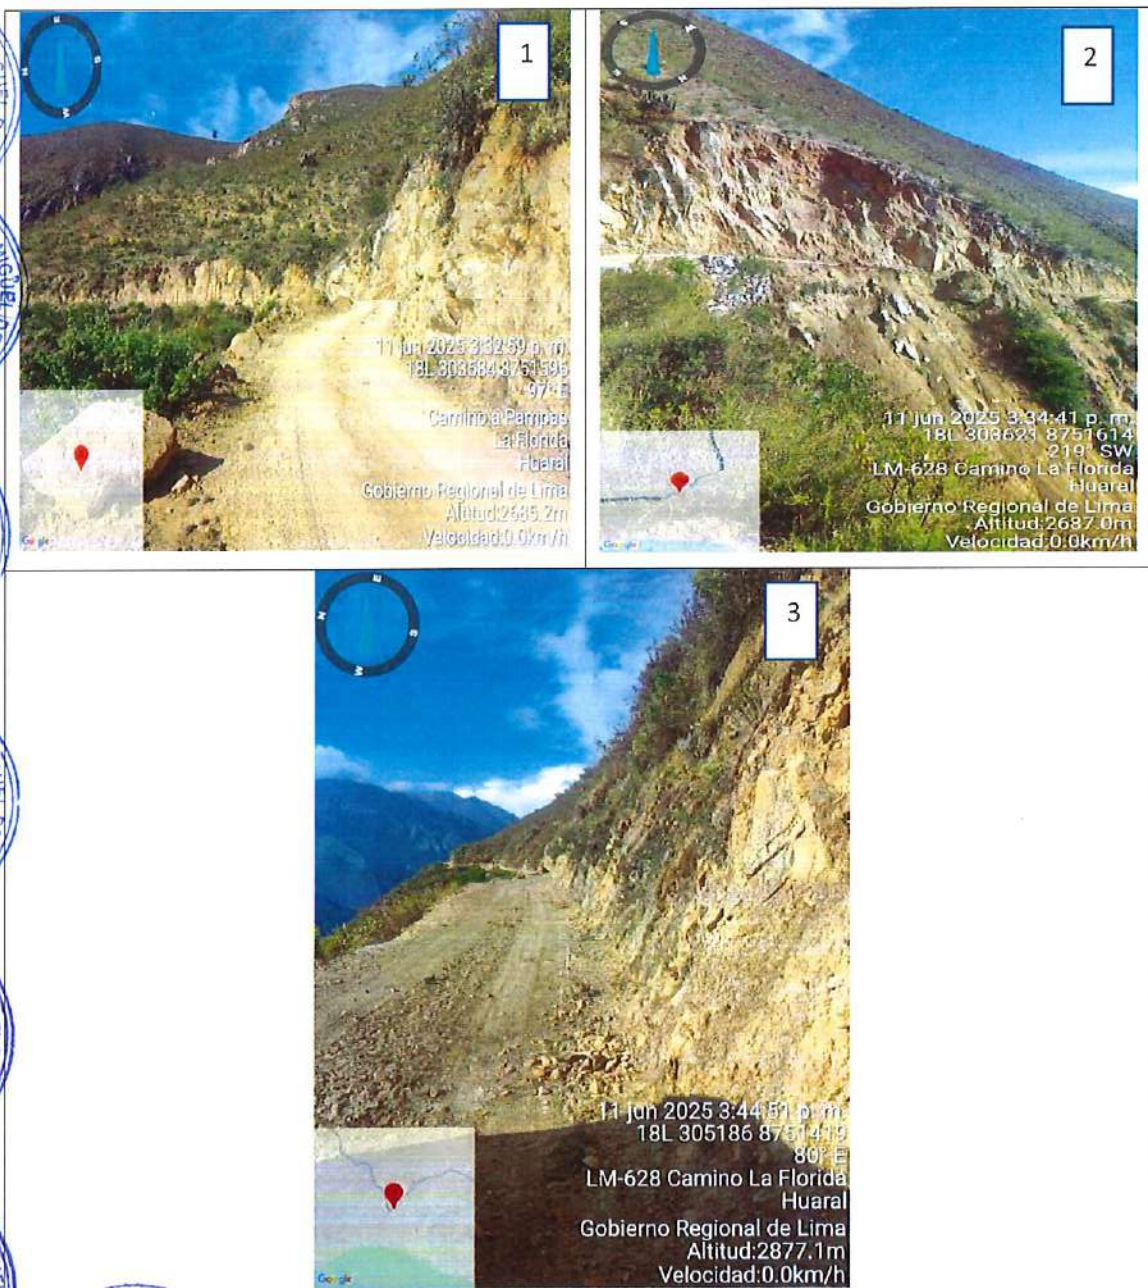 1
11 jun 2025 3:32:59 p. m.
18L 303584 8751596
97° E
Camino a Pampas
La Florida
Huaral
Gobierno Regional de Lima
Altitud:2685.2m
Velocidad:0.0km/h
Google
2
11 jun 2025 3:34:41 p. m.
18L 303621 8751614
219° SW
LM-628 Camino La Florida
Huaral
Gobierno Regional de Lima
Altitud:2687.0m
Velocidad:0.0km/h
Google
3
11 jun 2025 3:44:51 p. m.
18L 305186 8751419
80° E
LM-628 Camino La Florida
Huaral
Gobierno Regional de Lima
Altitud:2877.1m
Velocidad:0.0km/h
Google